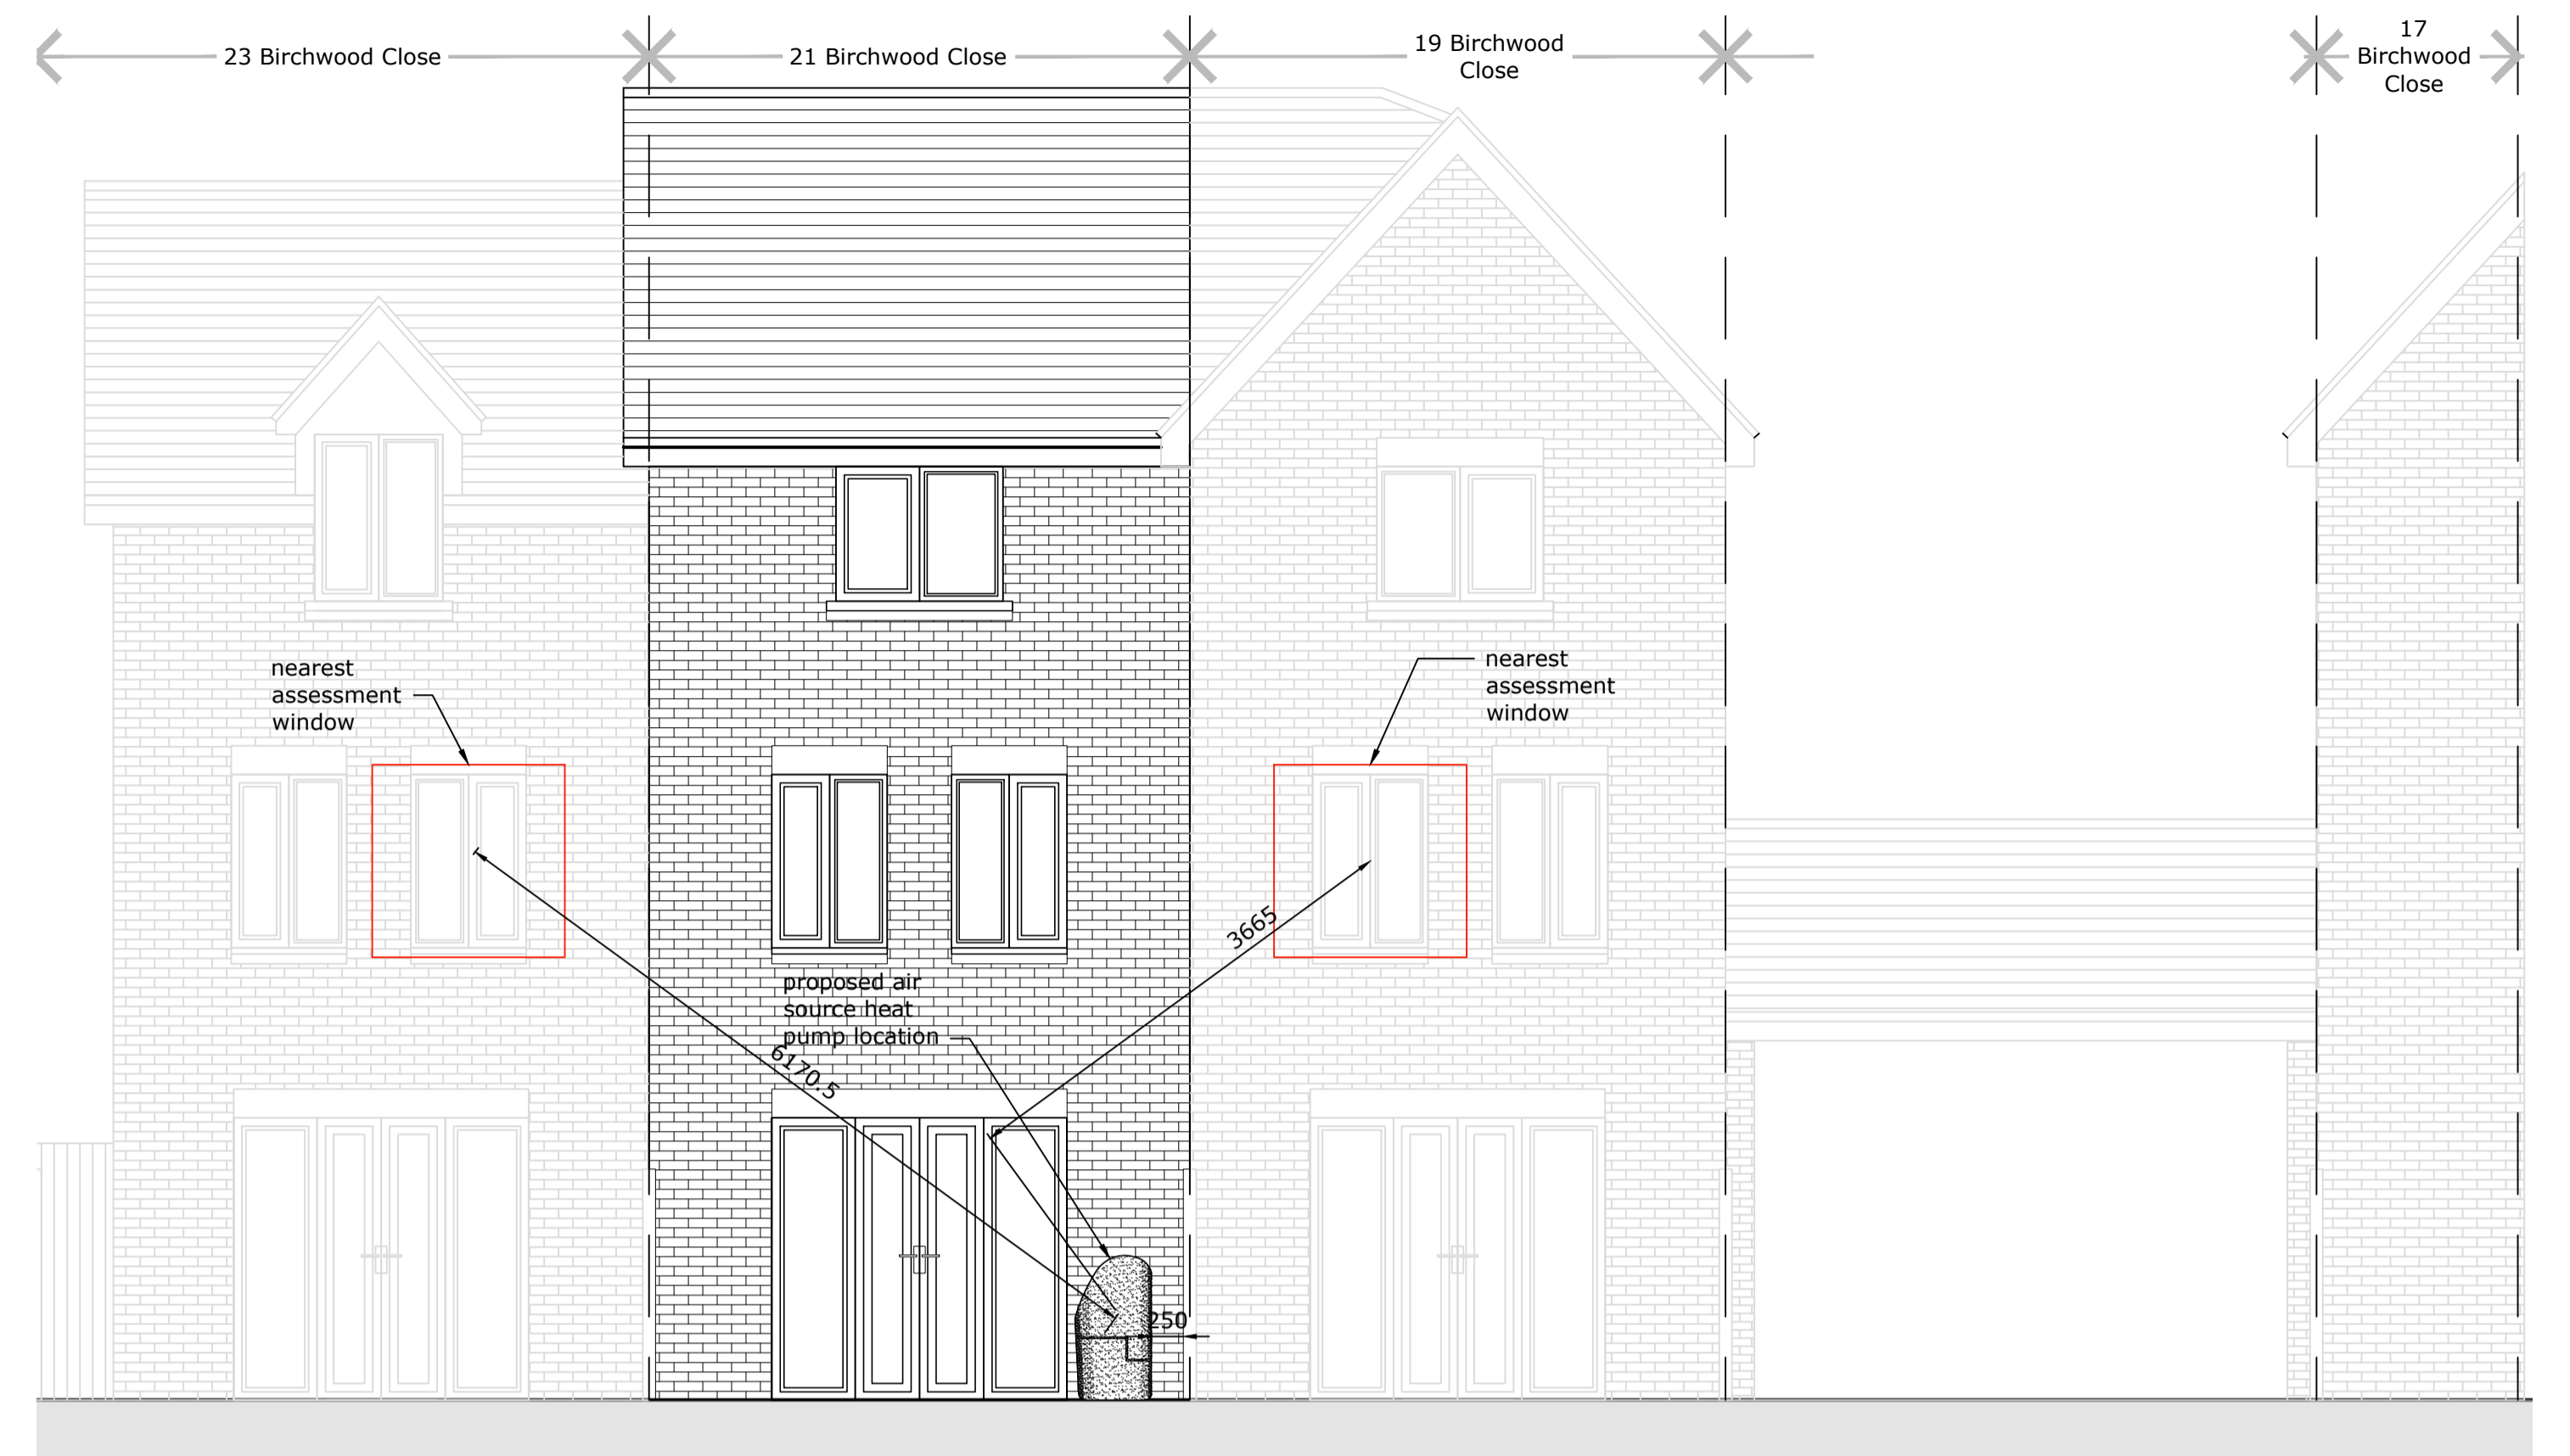 23 Birchwood Close
21 Birchwood Close
19 Birchwood
Close
17
Birchwood
Close
nearest
assessment
window
nearest
assessment
window
3665
proposed air
source heat
pump location
6170.5
250